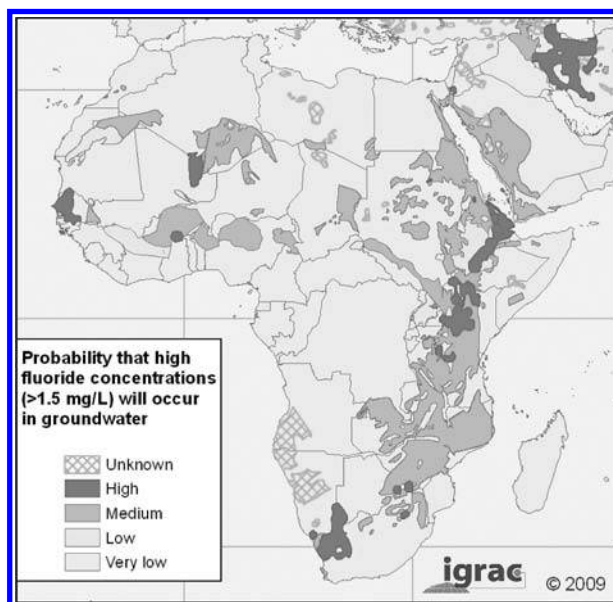 Probability that high
fluoride concentrations
(>1.5 mg/L) will occur
in groundwater
Unknown
High
Medium
Low
Very low
igrac
© 2009